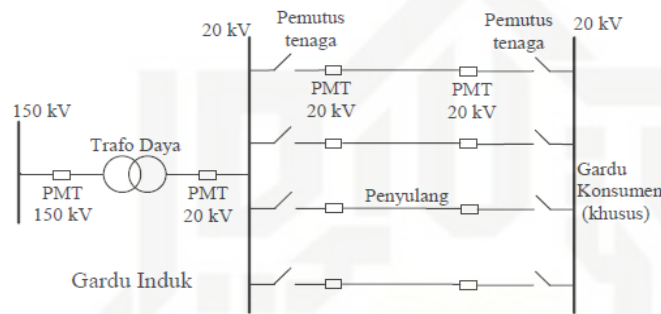 20 kV
Pemutus
tenaga
Pemutus
tenaga
20 kV
PMT
20 kV
PMT
20 kV
150 kV
Trafo Daya
PMT
150 kV
PMT
20 kV
Penyulang
Gardu
Konsumen
(khusus)
Gardu Induk